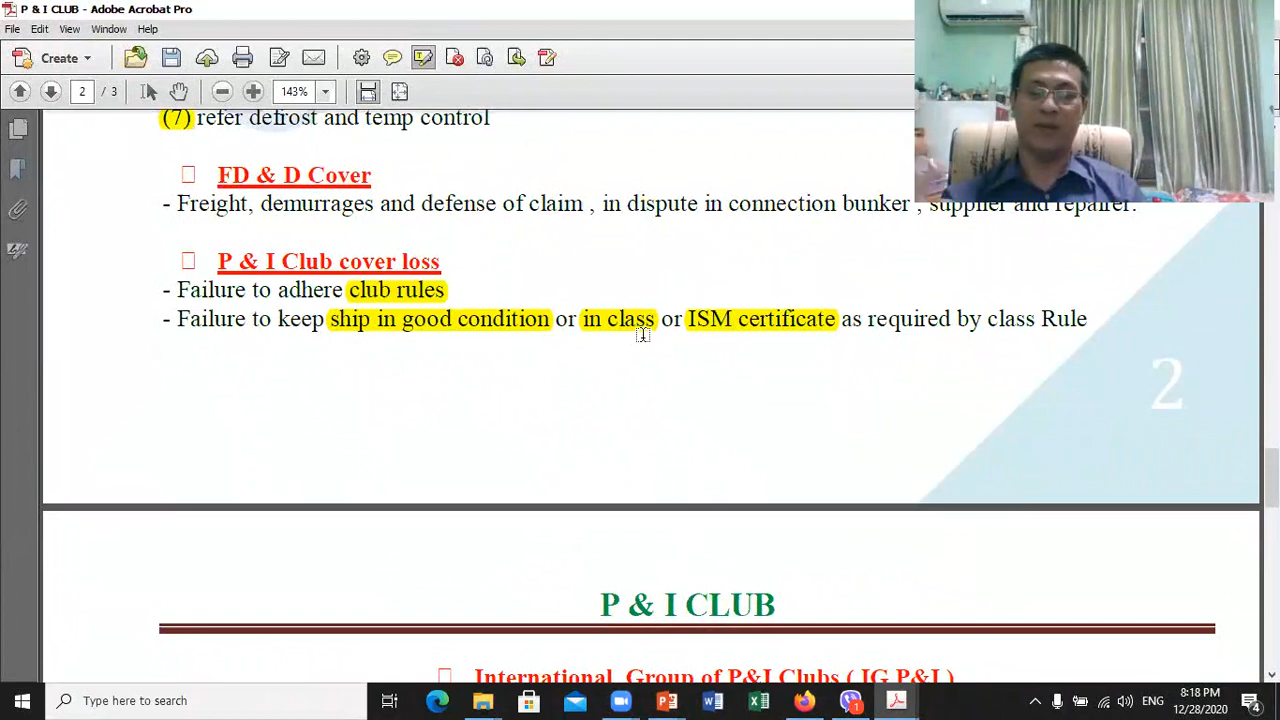 P & I CLUB - Adobe Acrobat Pro
File Edit View Window Help
Create
2 / 3 143%
(7) refer defrost and temp control
FD & D Cover
- Freight, demurrages and defense of claim , in dispute in connection bunker , supplier and repairer.
P & I Club cover loss
- Failure to adhere club rules
- Failure to keep ship in good condition or in class or ISM certificate as required by class Rule
2
P & I CLUB
International Group of P&I Clubs ( IG P&I )
Type here to search
ENG
8:18 PM
12/28/2020
4
1